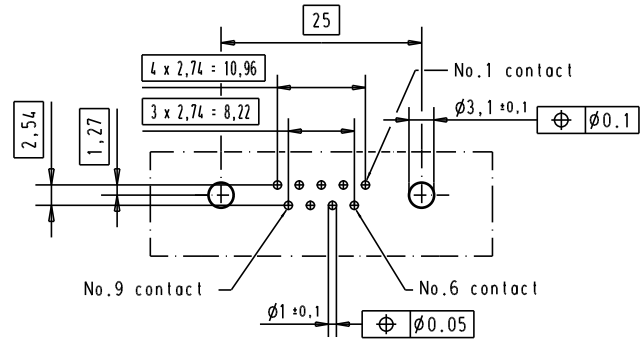 25
4 x 2,74 = 10,96
No.1 contact
3 x 2,74 = 8,22
Ø3,1 ±0,1
⌖ Ø0.1
2,54
1,27
No.9 contact
No.6 contact
Ø1 ±0,1
⌖ Ø0.05